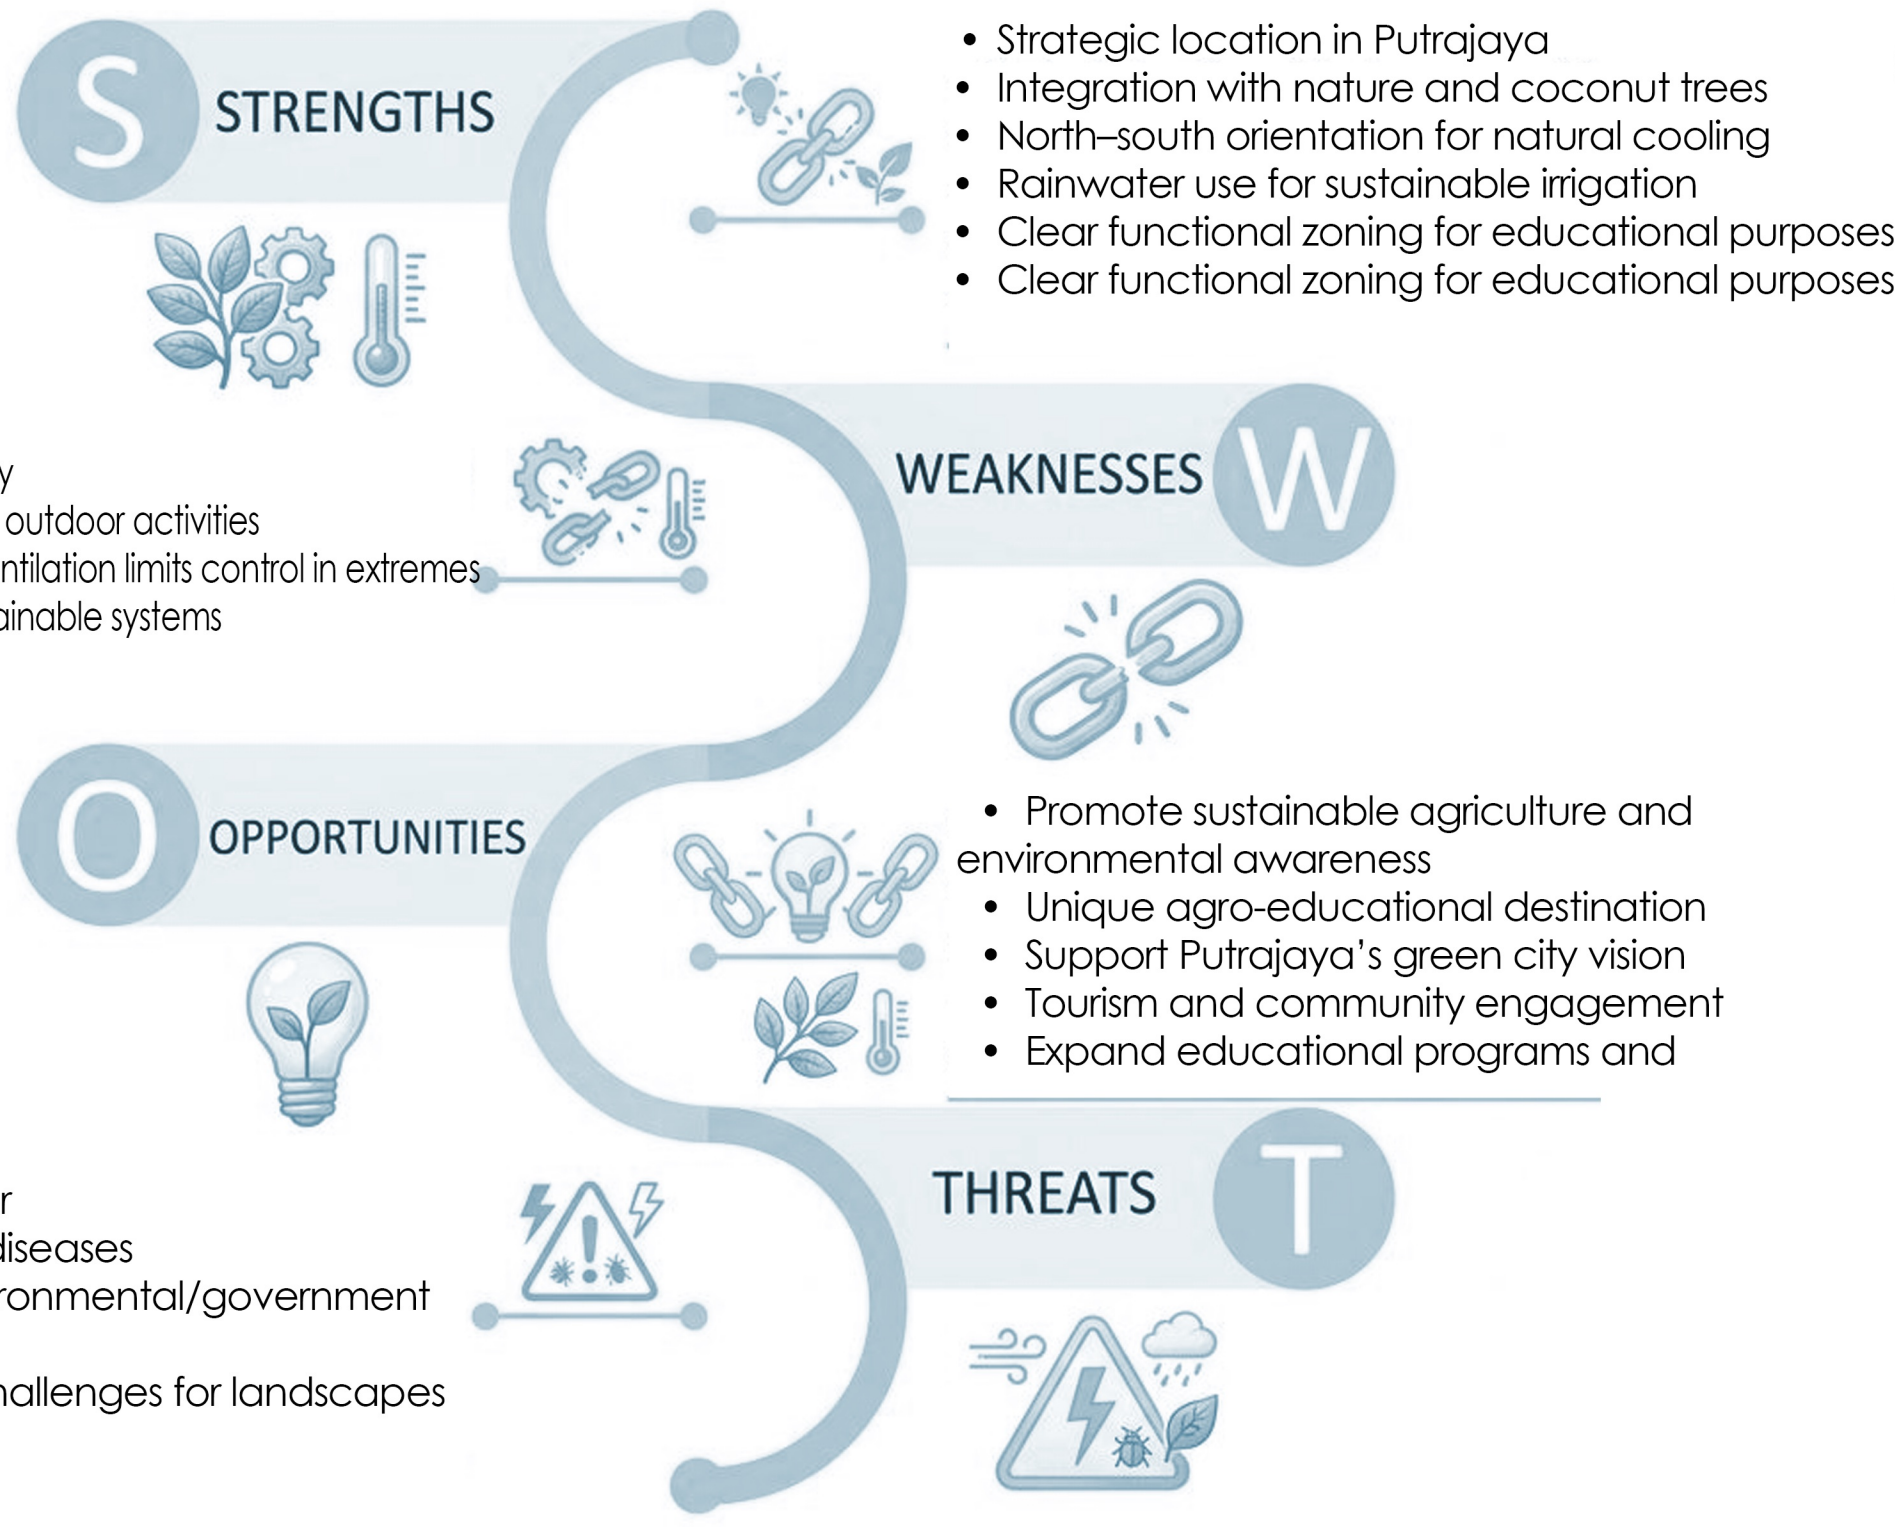 S
STRENGTHS
• Strategic location in Putrajaya
• Integration with nature and coconut trees
• North–south orientation for natural cooling
• Rainwater use for sustainable irrigation
• Clear functional zoning for educational purposes
• Clear functional zoning for educational purposes
WEAKNESSES
W
y
outdoor activities
ntilation limits control in extremes
ainable systems
O
OPPORTUNITIES
• Promote sustainable agriculture and
environmental awareness
• Unique agro-educational destination
• Support Putrajaya’s green city vision
• Tourism and community engagement
• Expand educational programs and
THREATS
T
r
diseases
ronmental/government
hallenges for landscapes